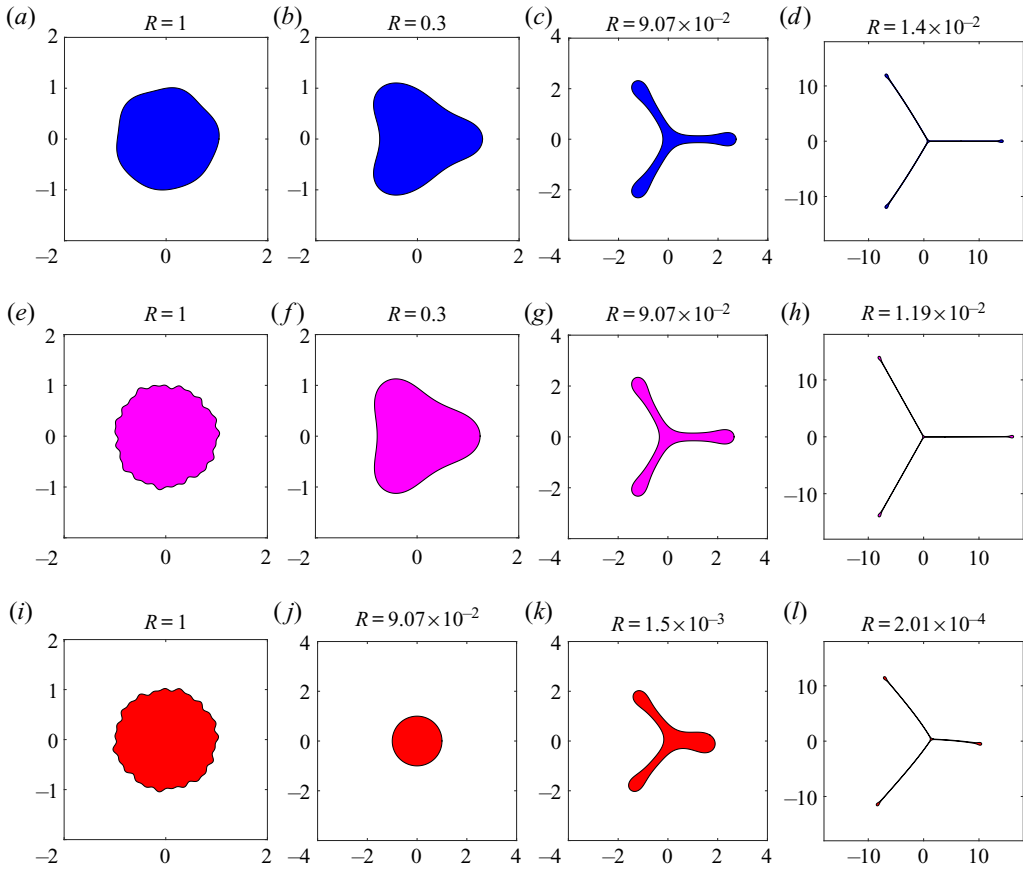 (a) R = 1
(b) R = 0.3
(c) R = 9.07×10⁻²
(d) R = 1.4×10⁻²
2 1 0 –1 –2
–2 0 2
2 1 0 –1 –2
0 2
4 2 0 –2 –4
–4 –2 0 2 4
10 0 –10
–10 0 10
(e) R = 1
(f) R = 0.3
(g) R = 9.07×10⁻²
(h) R = 1.19×10⁻²
2 1 0 –1 –2
–2 0 2
2 1 0 –1 –2
0 2
4 2 0 –2 –4
–4 –2 0 2 4
10 0 –10
–10 0 10
(i) R = 1
(j) R = 9.07×10⁻²
(k) R = 1.5×10⁻³
(l) R = 2.01×10⁻⁴
2 1 0 –1 –2
–2 0 2
4 2 0 –2 –4
–2 0 2 4
4 2 0 –2 –4
–4 –2 0 2 4
10 0 –10
–10 0 10